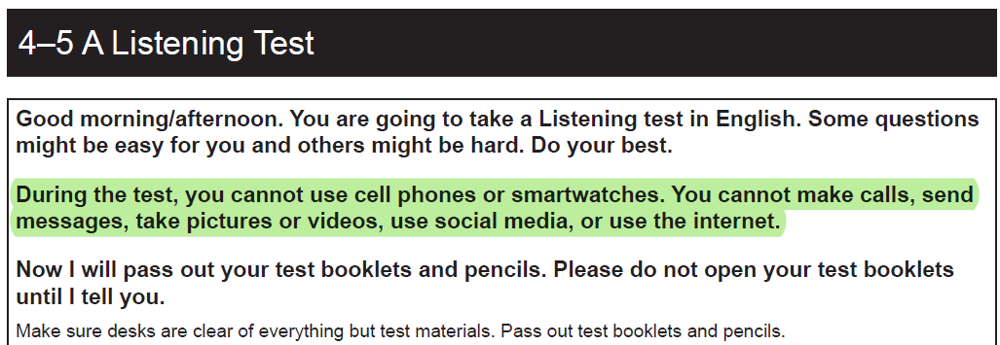 4–5 A Listening Test
Good morning/afternoon. You are going to take a Listening test in English. Some questions
might be easy for you and others might be hard. Do your best.
During the test, you cannot use cell phones or smartwatches. You cannot make calls, send
messages, take pictures or videos, use social media, or use the internet.
Now I will pass out your test booklets and pencils. Please do not open your test booklets
until I tell you.
Make sure desks are clear of everything but test materials. Pass out test booklets and pencils.